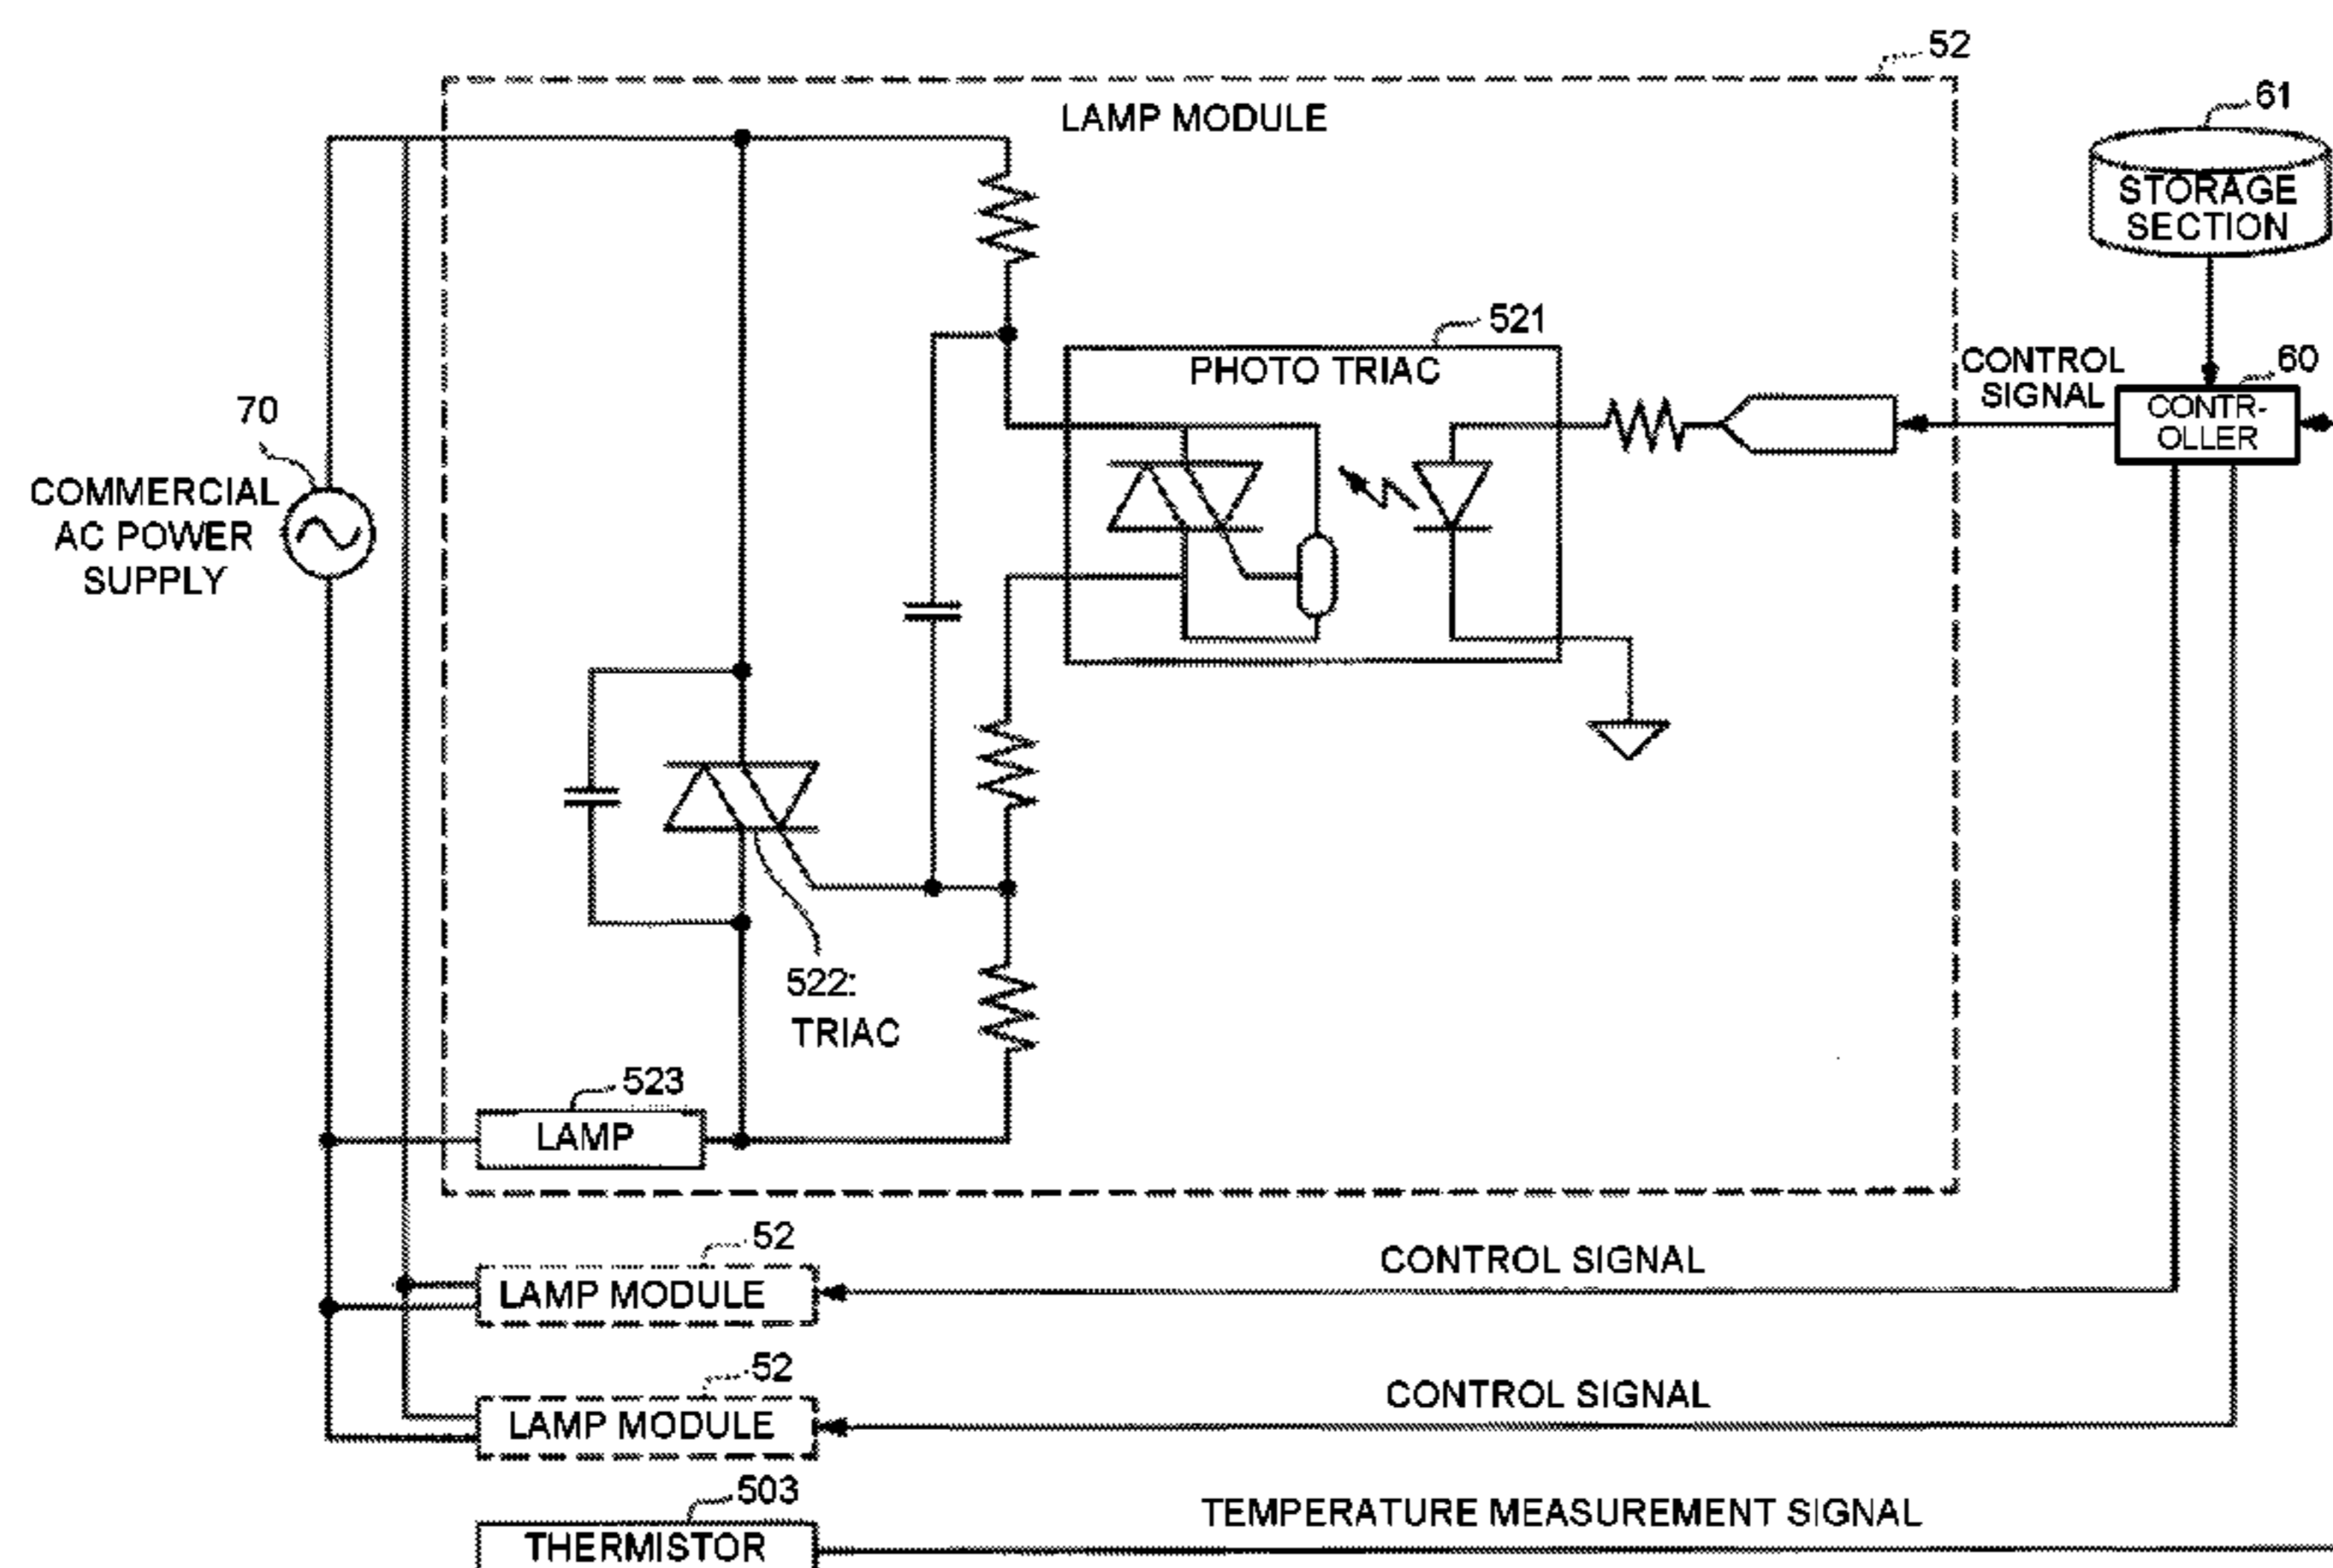 52
LAMP MODULE
61
STORAGE
SECTION
521
PHOTO TRIAC
CONTROL
SIGNAL
60
CONTR-
OLLER
70
COMMERCIAL
AC POWER
SUPPLY
522:
TRIAC
523
LAMP
52
LAMP MODULE
CONTROL SIGNAL
52
LAMP MODULE
CONTROL SIGNAL
503
THERMISTOR
TEMPERATURE MEASUREMENT SIGNAL